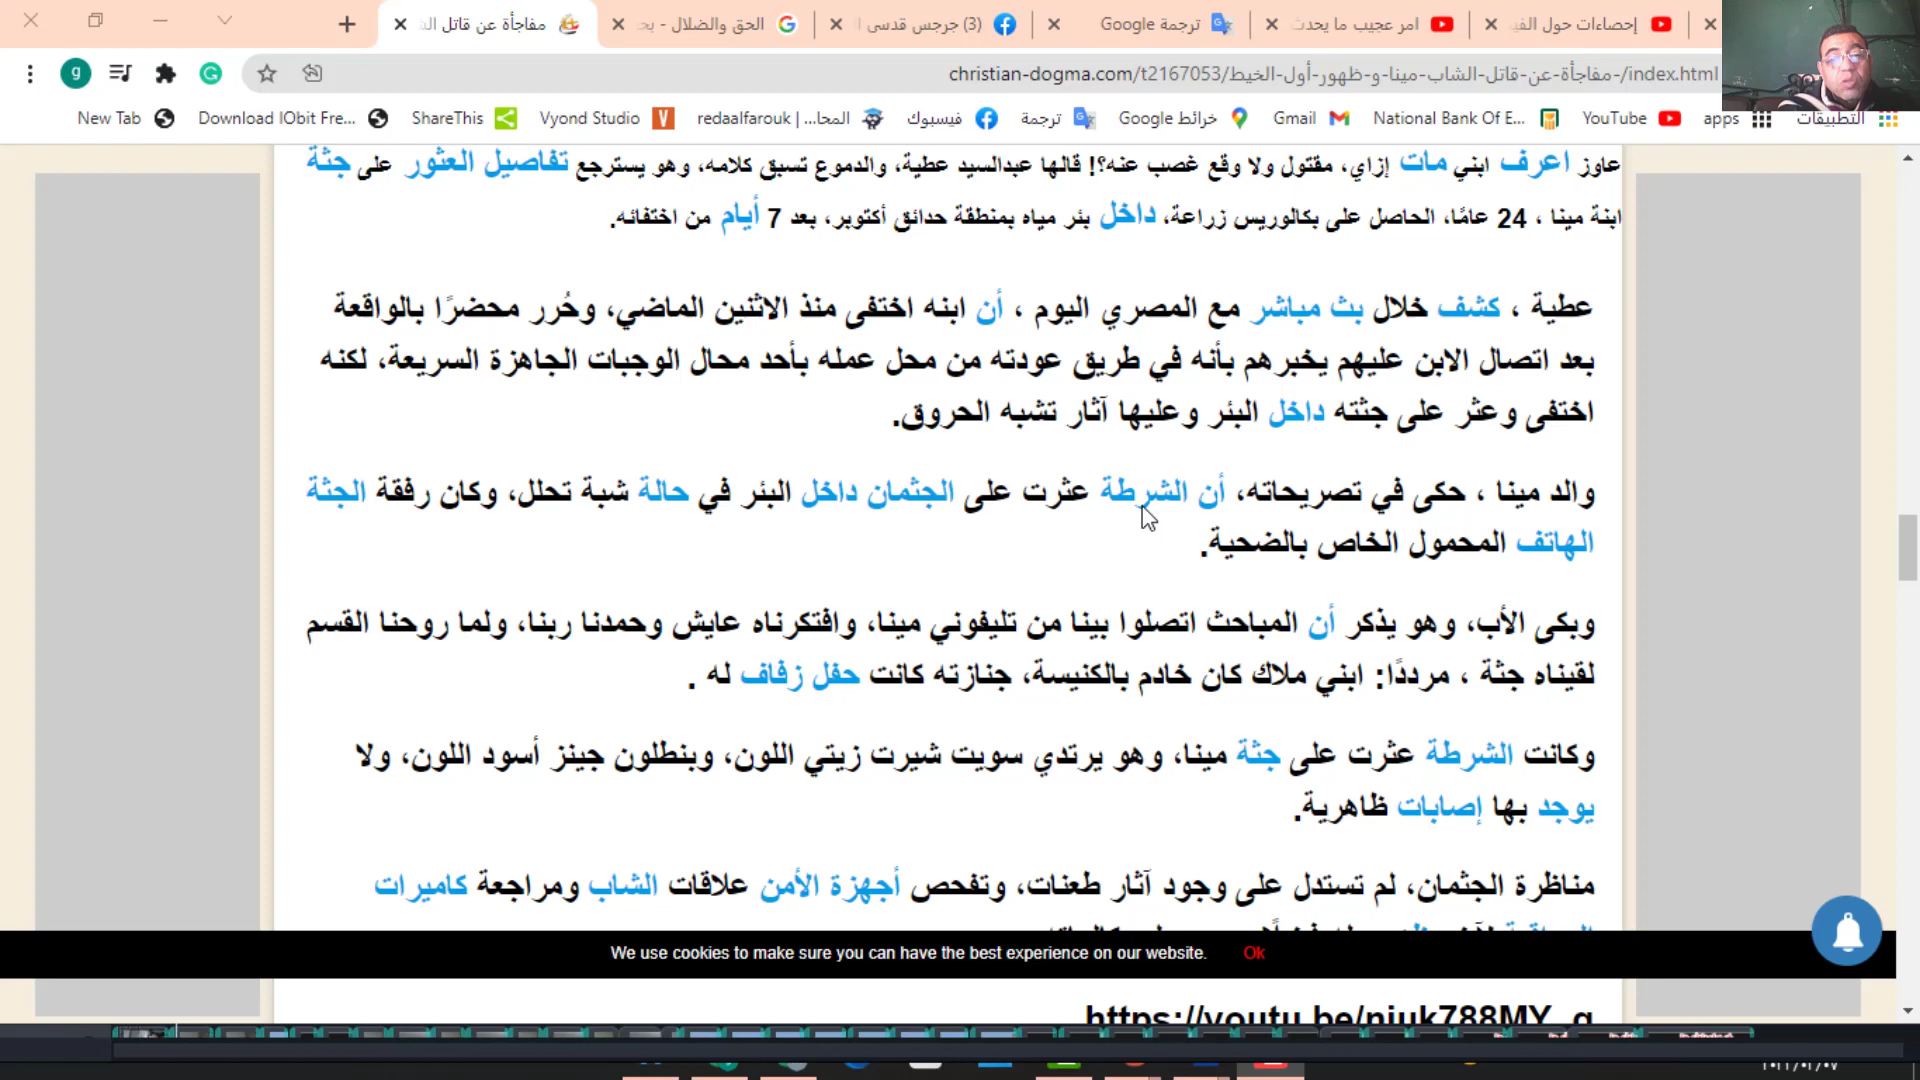 مفاجأة عن قاتل الش
الحق والضلال - يح
(3) جرجس قدسى ا
ترجمة Google
امر عجيب ما يحدث
إحصاءات حول الفي
christian-dogma.com/t2167053/مفاجأة-عن-قاتل-الشاب-مينا-و-ظهور-أول-الخيط-/index.html
New Tab
Download IObit Fre...
ShareThis
Vyond Studio
redaalfarouk | المحا...
فيسبوك
ترجمة
خرائط Google
Gmail
National Bank Of E...
YouTube
apps
التطبيقات
عاوز اعرف ابني مات إزاي، مقتول ولا وقع غصب عنه؟! قالها عبدالسيد عطية، والدموع تسبق كلامه، وهو يسترجع تفاصيل العثور على جثة
ابنة مينا ، 24 عامًا، الحاصل على بكالوريس زراعة، داخل بئر مياه بمنطقة حدائق أكتوبر، بعد 7 أيام من اختفائه.
عطية ، كشف خلال بث مباشر مع المصري اليوم ، أن ابنه اختفى منذ الاثنين الماضي، وحُرر محضرًا بالواقعة
بعد اتصال الابن عليهم يخبرهم بأنه في طريق عودته من محل عمله بأحد محال الوجبات الجاهزة السريعة، لكنه
اختفى وعثر على جثته داخل البئر وعليها آثار تشبه الحروق.
والد مينا ، حكى في تصريحاته، أن الشرطة عثرت على الجثمان داخل البئر في حالة شبة تحلل، وكان رفقة الجثة
الهاتف المحمول الخاص بالضحية.
وبكى الأب، وهو يذكر أن المباحث اتصلوا بينا من تليفوني مينا، وافتكرناه عايش وحمدنا ربنا، ولما روحنا القسم
لقيناه جثة ، مرددًا: ابني ملاك كان خادم بالكنيسة، جنازته كانت حفل زفاف له .
وكانت الشرطة عثرت على جثة مينا، وهو يرتدي سويت شيرت زيتي اللون، وبنطلون جينز أسود اللون، ولا
يوجد بها إصابات ظاهرية.
مناظرة الجثمان، لم تستدل على وجود آثار طعنات، وتفحص أجهزة الأمن علاقات الشاب ومراجعة كاميرات
We use cookies to make sure you can have the best experience on our website. Ok
https://youtu.be/niuk788MY_g